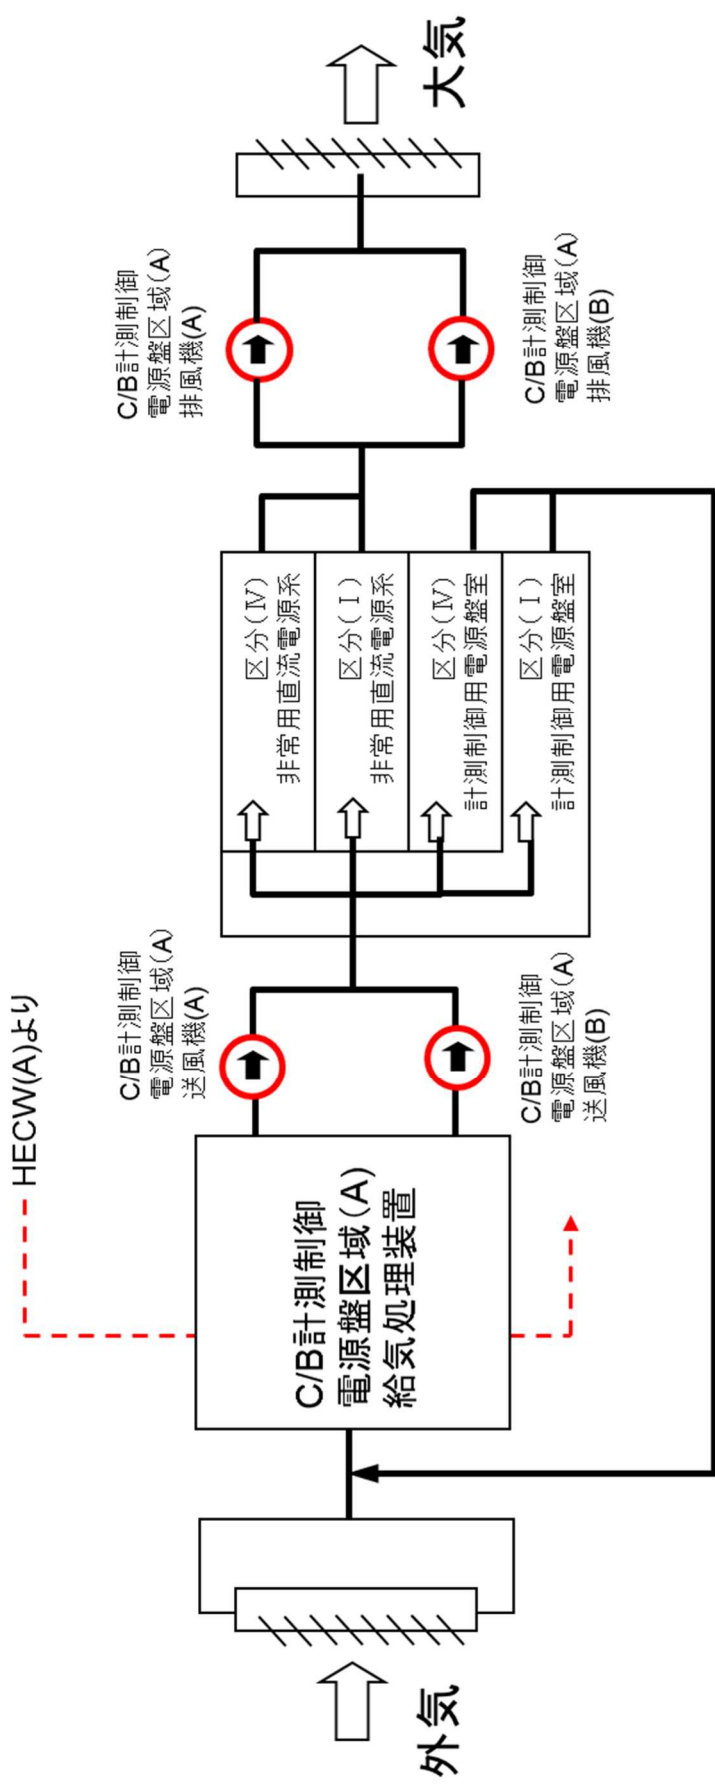 外気
HECW(A)より
C/B計測制御
電源盤区域(A)
給気処理装置
C/B計測制御
電源盤区域(A)
送風機(A)
C/B計測制御
電源盤区域(A)
送風機(B)
区分(Ⅳ)
非常用直流電源系
区分(Ⅰ)
非常用直流電源系
区分(Ⅳ)
計測制御用電源盤室
区分(Ⅰ)
計測制御用電源盤室
C/B計測制御
電源盤区域(A)
排風機(A)
C/B計測制御
電源盤区域(A)
排風機(B)
大気